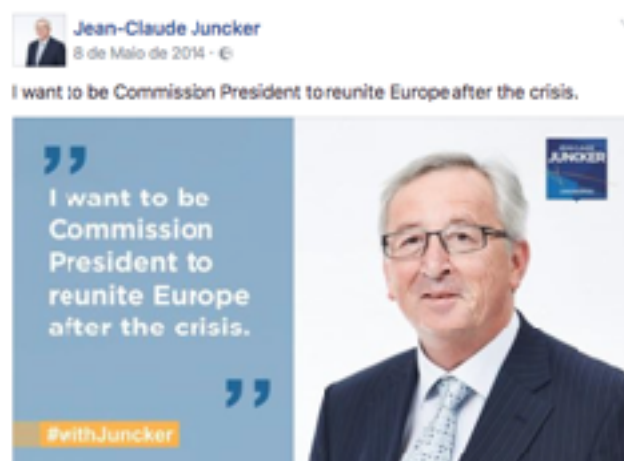 Jean-Claude Juncker
8 de Maio de 2014 ·
I want to be Commission President to reunite Europe after the crisis.
I want to be
Commission
President to
reunite Europe
after the crisis.
#withJuncker
JUNCKER